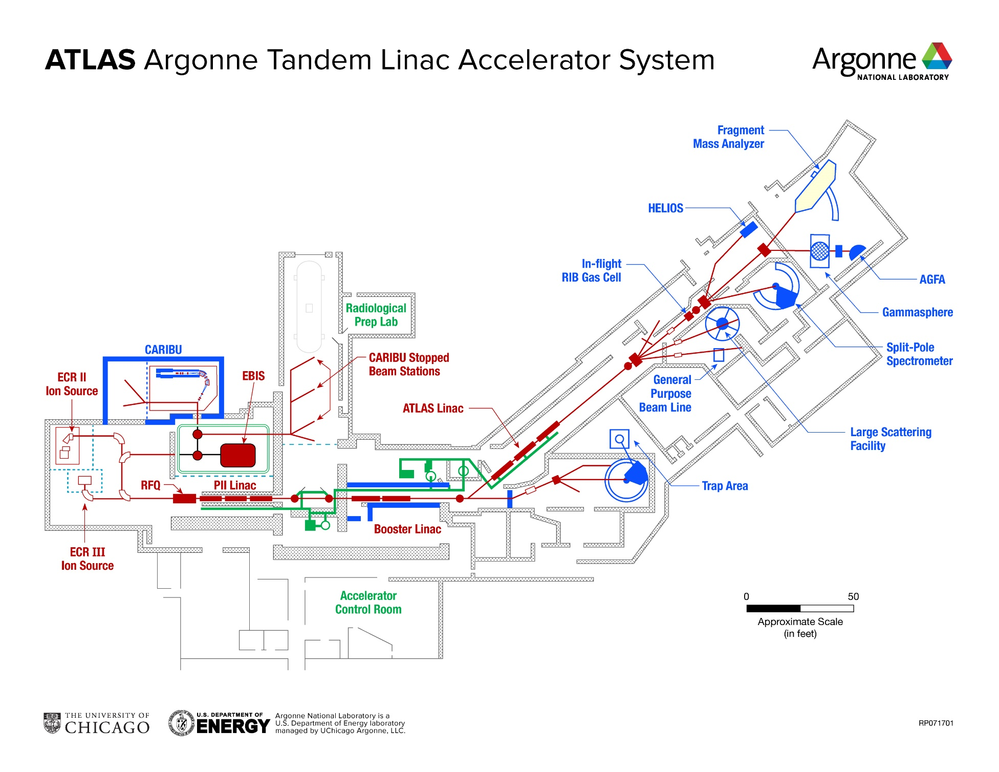 ATLAS Argonne Tandem Linac Accelerator System
Argonne
NATIONAL LABORATORY
Fragment
Mass Analyzer
HELIOS
In-flight
RIB Gas Cell
AGFA
Gammasphere
Radiological
Prep Lab
Split-Pole
Spectrometer
CARIBU
CARIBU Stopped
Beam Stations
ECR II
Ion Source
EBIS
General
Purpose
Beam Line
ATLAS Linac
Large Scattering
Facility
RFQ
PII Linac
Trap Area
Booster Linac
ECR III
Ion Source
Accelerator
Control Room
0 50
Approximate Scale
(in feet)
THE UNIVERSITY OF
CHICAGO
U.S. DEPARTMENT OF
ENERGY
Argonne National Laboratory is a
U.S. Department of Energy laboratory
managed by UChicago Argonne, LLC.
RP071701